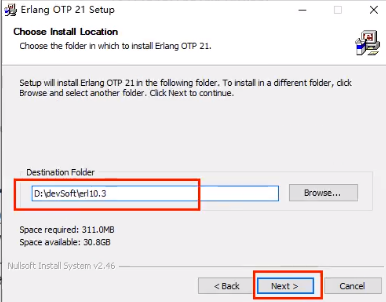 Erlang OTP 21 Setup
Choose Install Location
Choose the folder in which to install Erlang OTP 21.
Setup will install Erlang OTP 21 in the following folder. To install in a different folder, click
Browse and select another folder. Click Next to continue.
Destination Folder
D:\devSoft\erl10.3
Browse...
Space required: 311.0MB
Space available: 30.8GB
Nullsoft Install System v2.46
< Back
Next >
Cancel